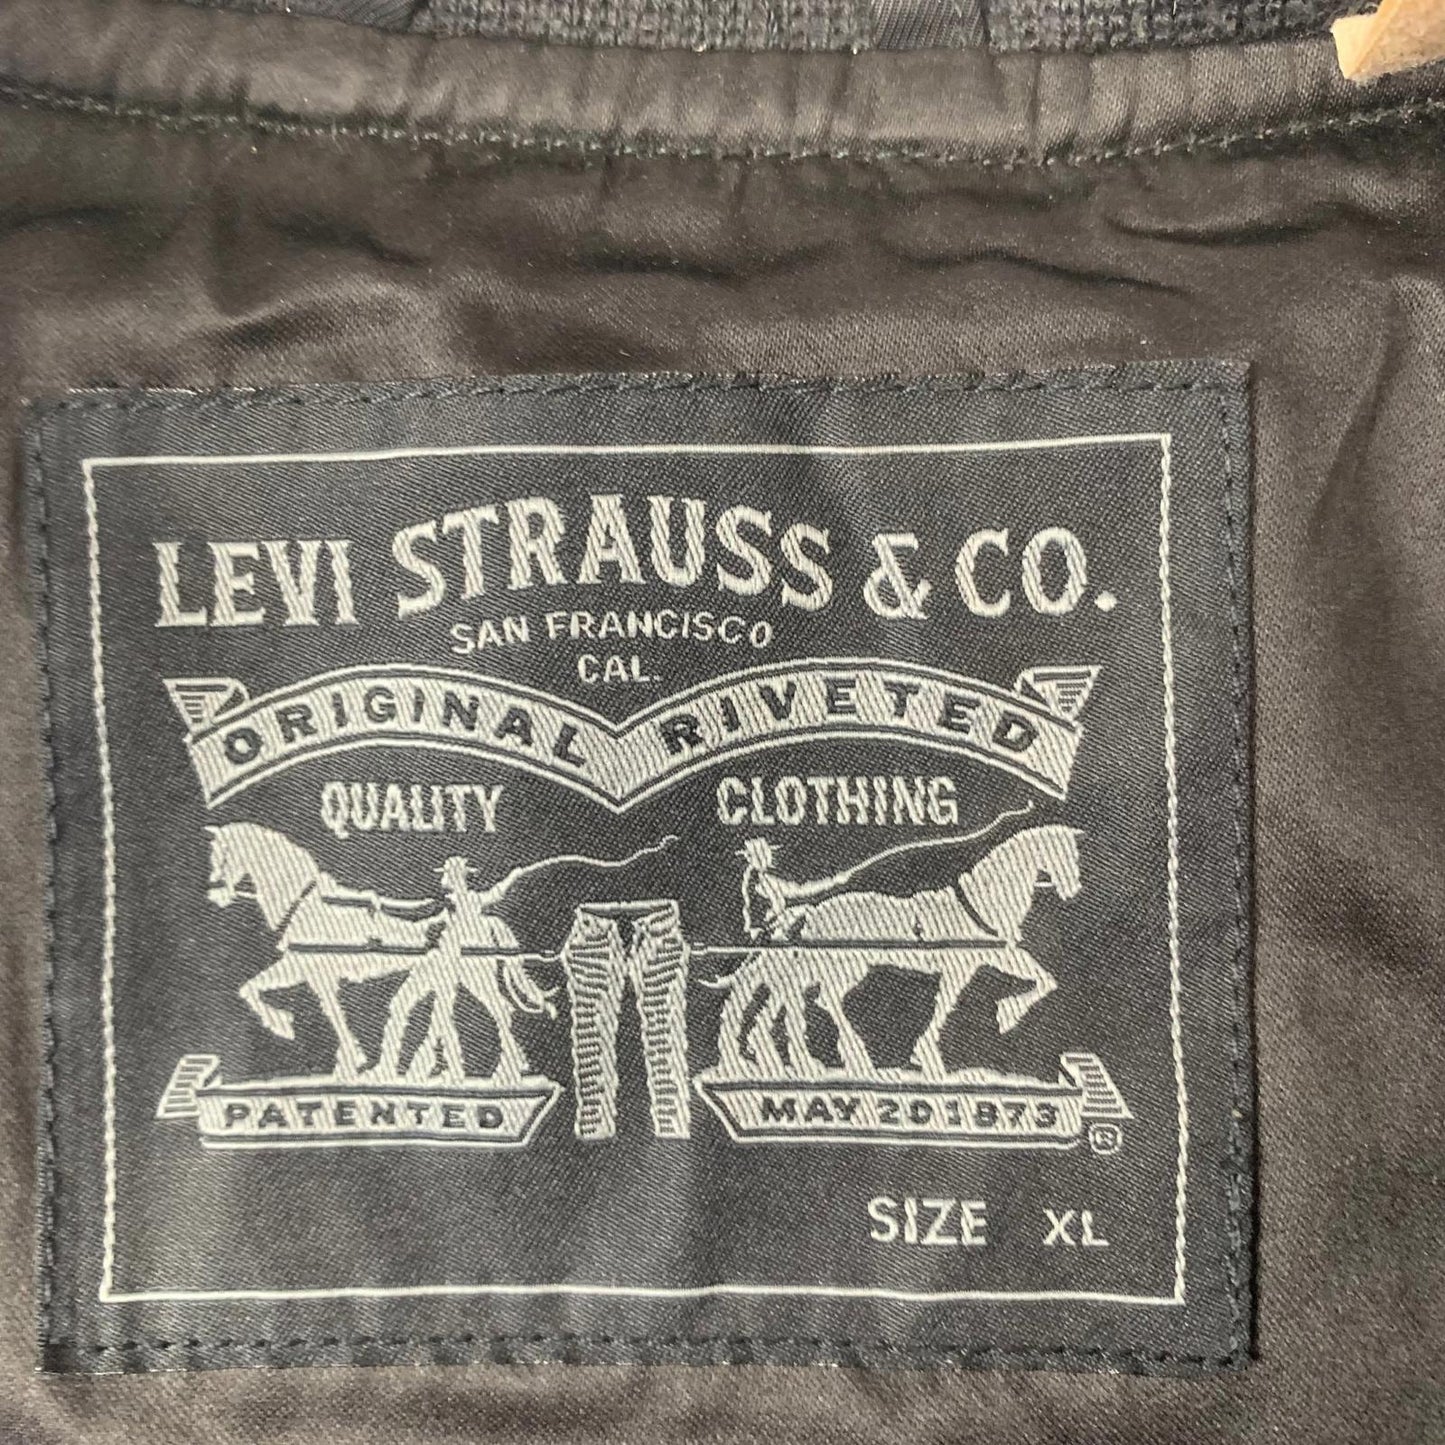 LEVI STRAUSS & CO.
SAN FRANCISCO
CAL.
ORIGINAL RIVETED
QUALITY CLOTHING
PATENTED MAY 20 1873
®
SIZE XL